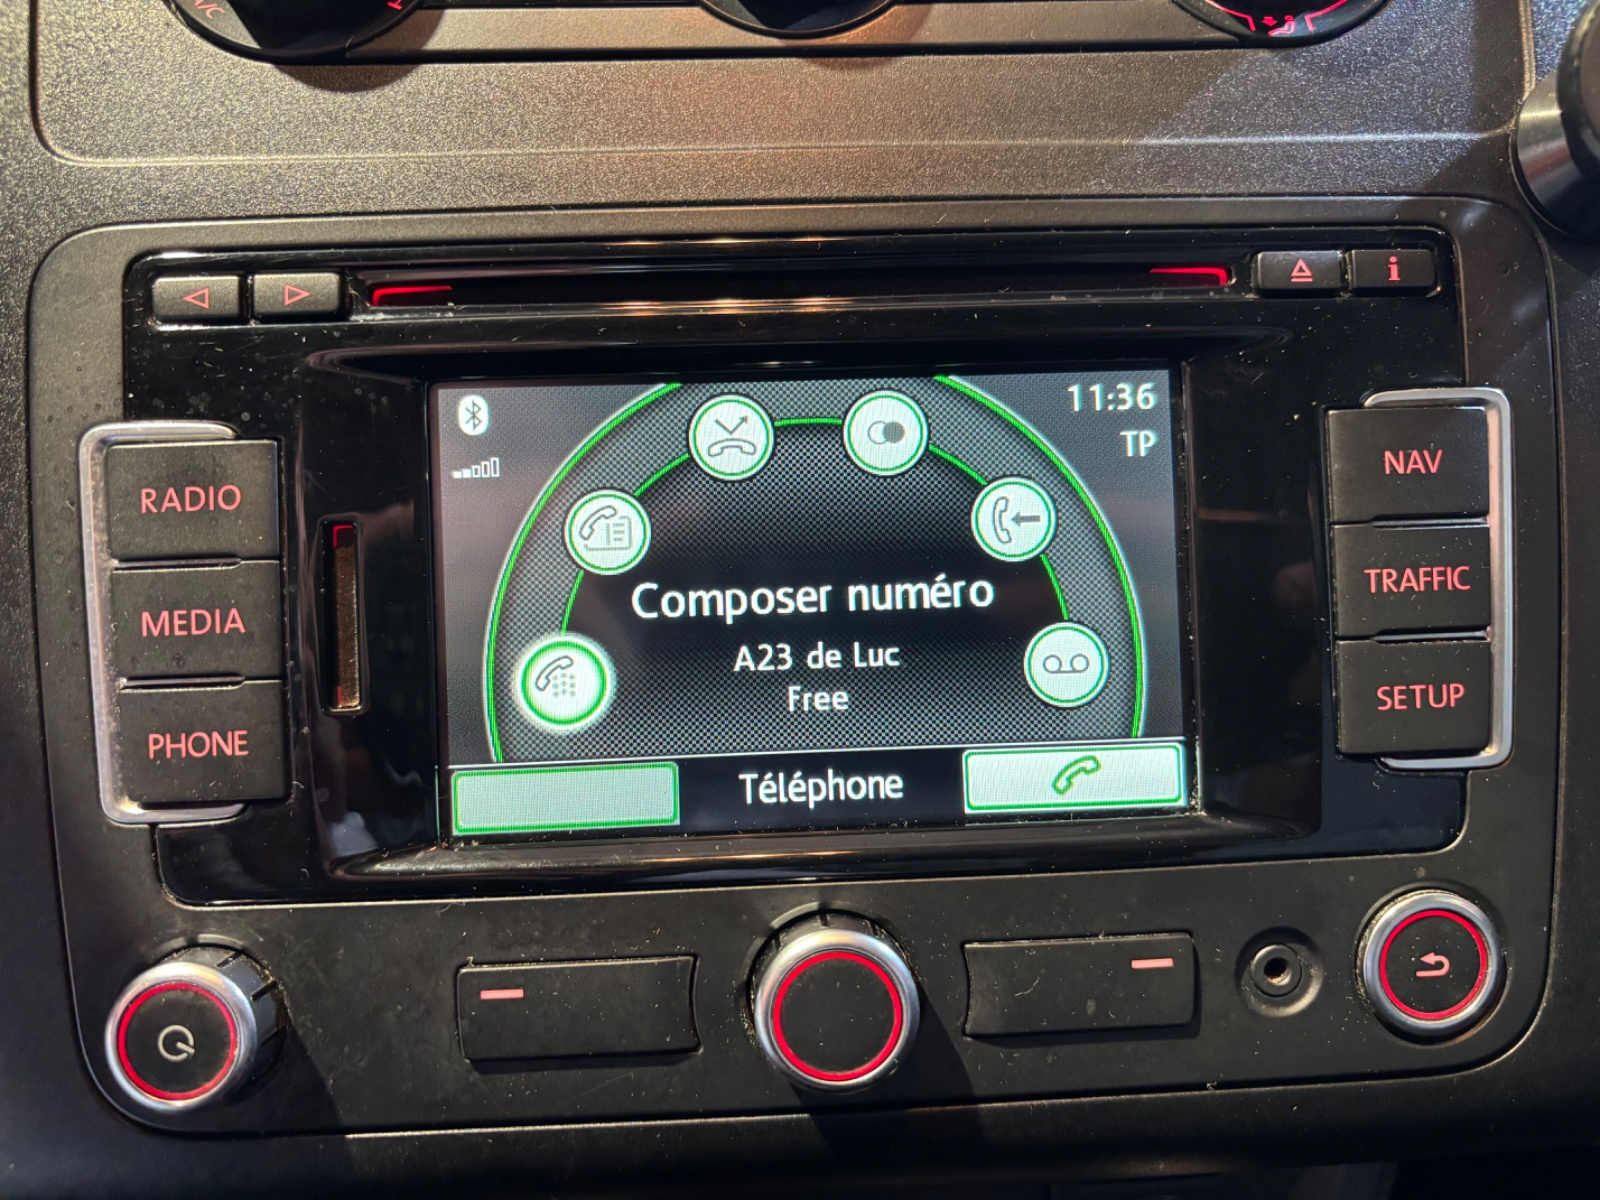 A/C
i
11:36
TP
RADIO
NAV
TRAFFIC
Composer numéro
MEDIA
A23 de Luc
Free
SETUP
PHONE
Téléphone